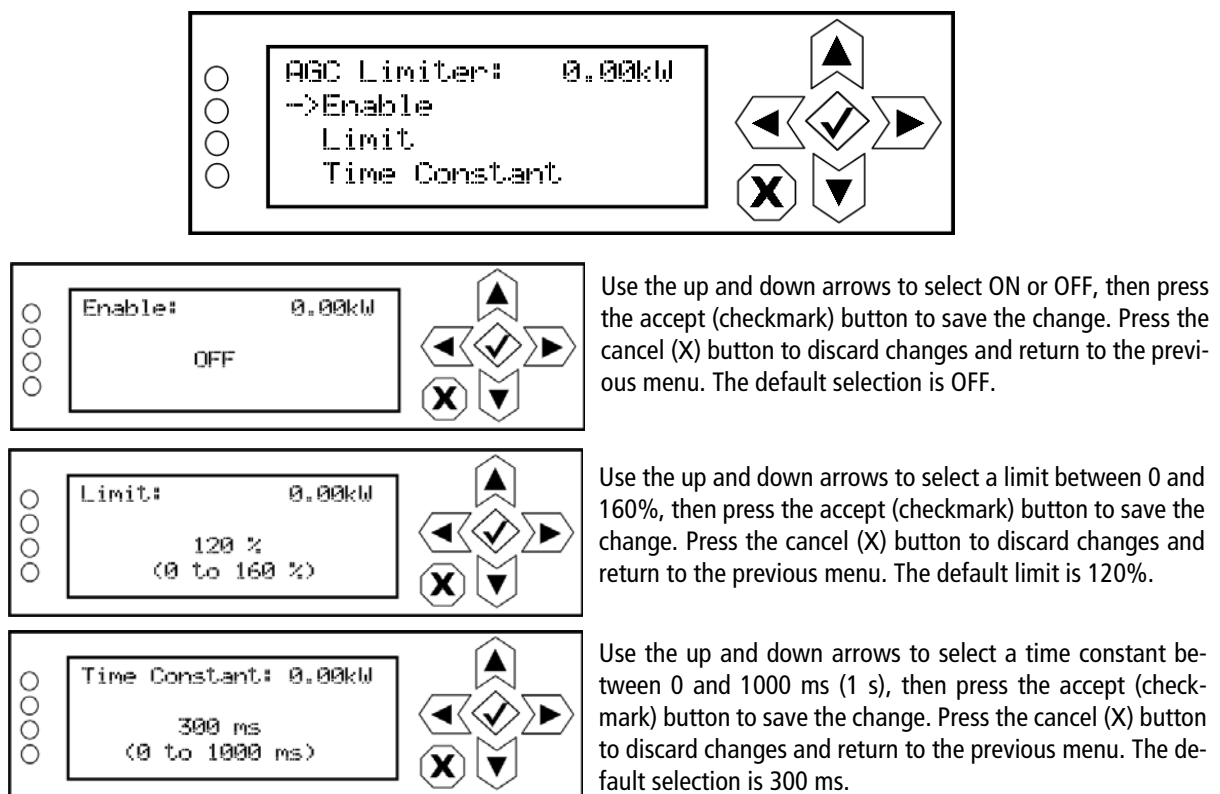 AGC Limiter: 0.00kW
->Enable
Limit
Time Constant
X
Enable: 0.00kW
OFF
X
Use the up and down arrows to select ON or OFF, then press
the accept (checkmark) button to save the change. Press the
cancel (X) button to discard changes and return to the previ-
ous menu. The default selection is OFF.
Limit: 0.00kW
120 %
(0 to 160 %)
X
Use the up and down arrows to select a limit between 0 and
160%, then press the accept (checkmark) button to save the
change. Press the cancel (X) button to discard changes and
return to the previous menu. The default limit is 120%.
Time Constant: 0.00kW
300 ms
(0 to 1000 ms)
X
Use the up and down arrows to select a time constant be-
tween 0 and 1000 ms (1 s), then press the accept (check-
mark) button to save the change. Press the cancel (X) button
to discard changes and return to the previous menu. The de-
fault selection is 300 ms.